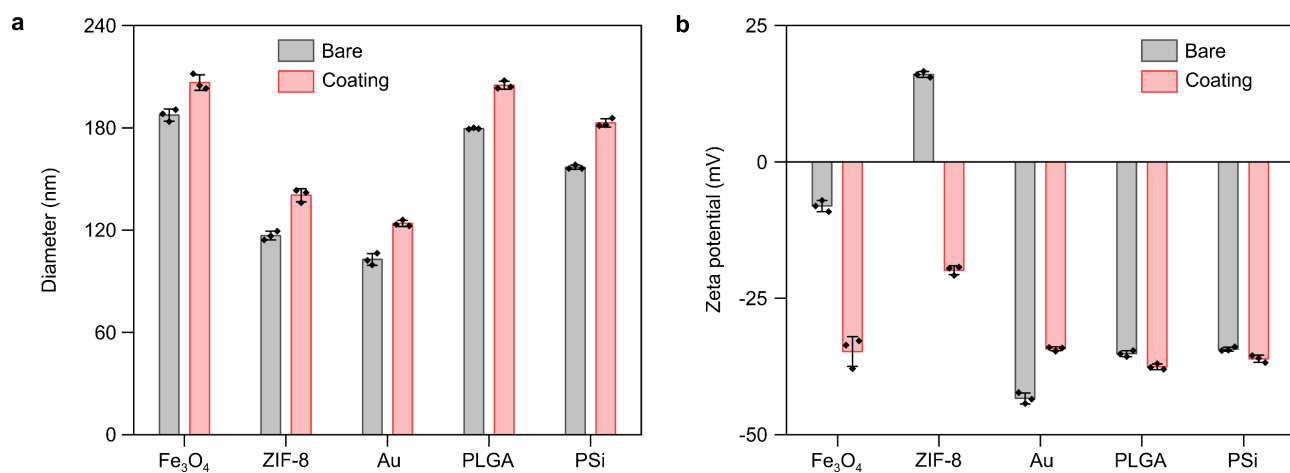 a
240
180
120
60
0
Diameter (nm)
Bare
Coating
Fe₃O₄ ZIF-8 Au PLGA PSi
b
25
0
-25
-50
Zeta potential (mV)
Bare
Coating
Fe₃O₄ ZIF-8 Au PLGA PSi